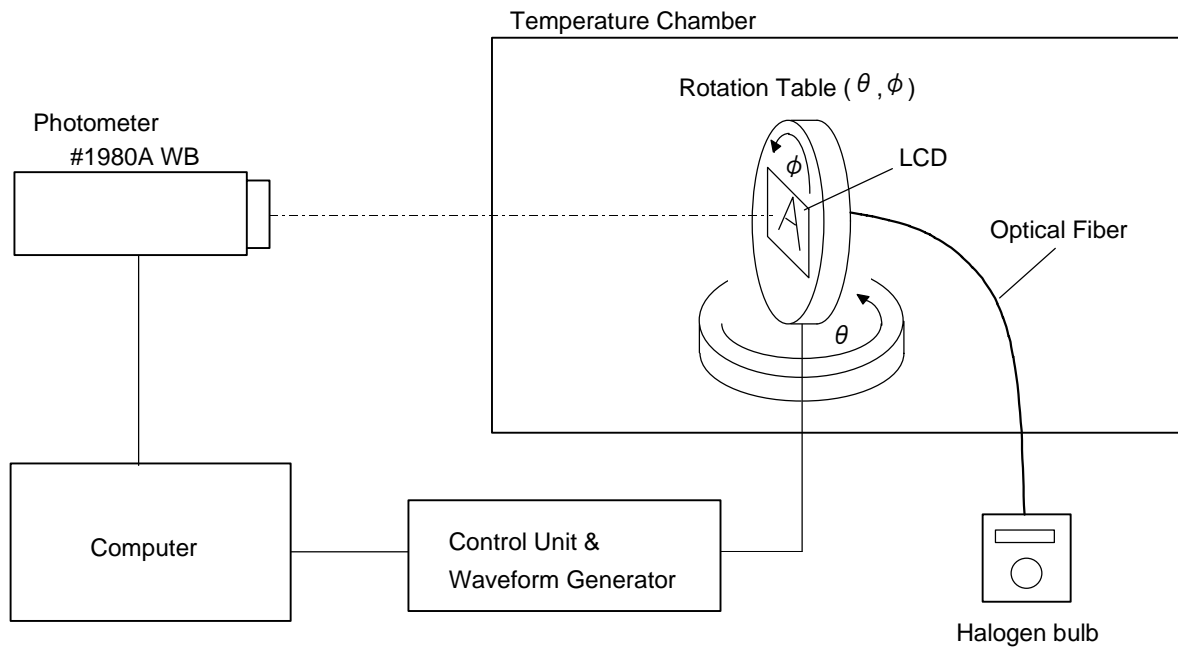 Temperature Chamber
Rotation Table ( θ , ϕ )
Photometer
#1980A WB
ϕ
LCD
A
Optical Fiber
θ
Computer
Control Unit &
Waveform Generator
Halogen bulb